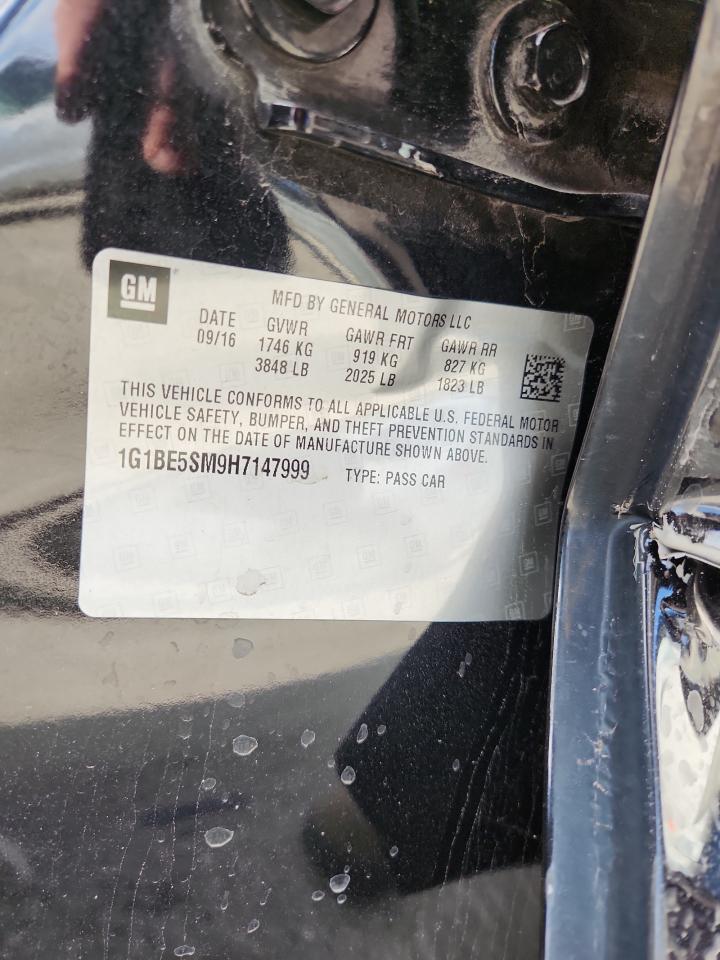 GM
MFD BY GENERAL MOTORS LLC
DATE GVWR GAWR FRT GAWR RR
09/16 1746 KG 919 KG 827 KG
3848 LB 2025 LB 1823 LB
THIS VEHICLE CONFORMS TO ALL APPLICABLE U.S. FEDERAL MOTOR
VEHICLE SAFETY, BUMPER, AND THEFT PREVENTION STANDARDS IN
EFFECT ON THE DATE OF MANUFACTURE SHOWN ABOVE.
1G1BE5SM9H7147999 TYPE: PASS CAR